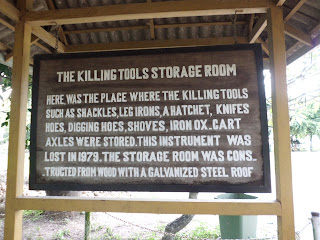 THE KILLING TOOLS STORAGE ROOM
HERE WAS THE PLACE WHERE THE KILLING TOOLS
SUCH AS SHACKLES, LEG IRONS, A HATCHET, KNIFES
HOES, DIGGING HOES, SHOVES, IRON OX. CART
AXLES WERE STORED, THIS INSTRUMENT WAS
LOST IN 1979. THE STORAGE ROOM WAS CONS..
TRUCTED FROM WOOD WITH A GALVANIZED STEEL ROOF